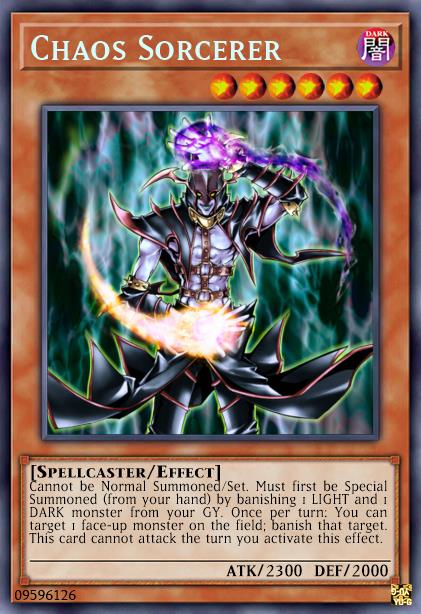 Chaos Sorcerer
DARK
闇
[Spellcaster/Effect]
Cannot be Normal Summoned/Set. Must first be Special
Summoned (from your hand) by banishing 1 LIGHT and 1
DARK monster from your GY. Once per turn: You can
target 1 face-up monster on the field; banish that target.
This card cannot attack the turn you activate this effect.
ATK/2300 DEF/2000
09596126